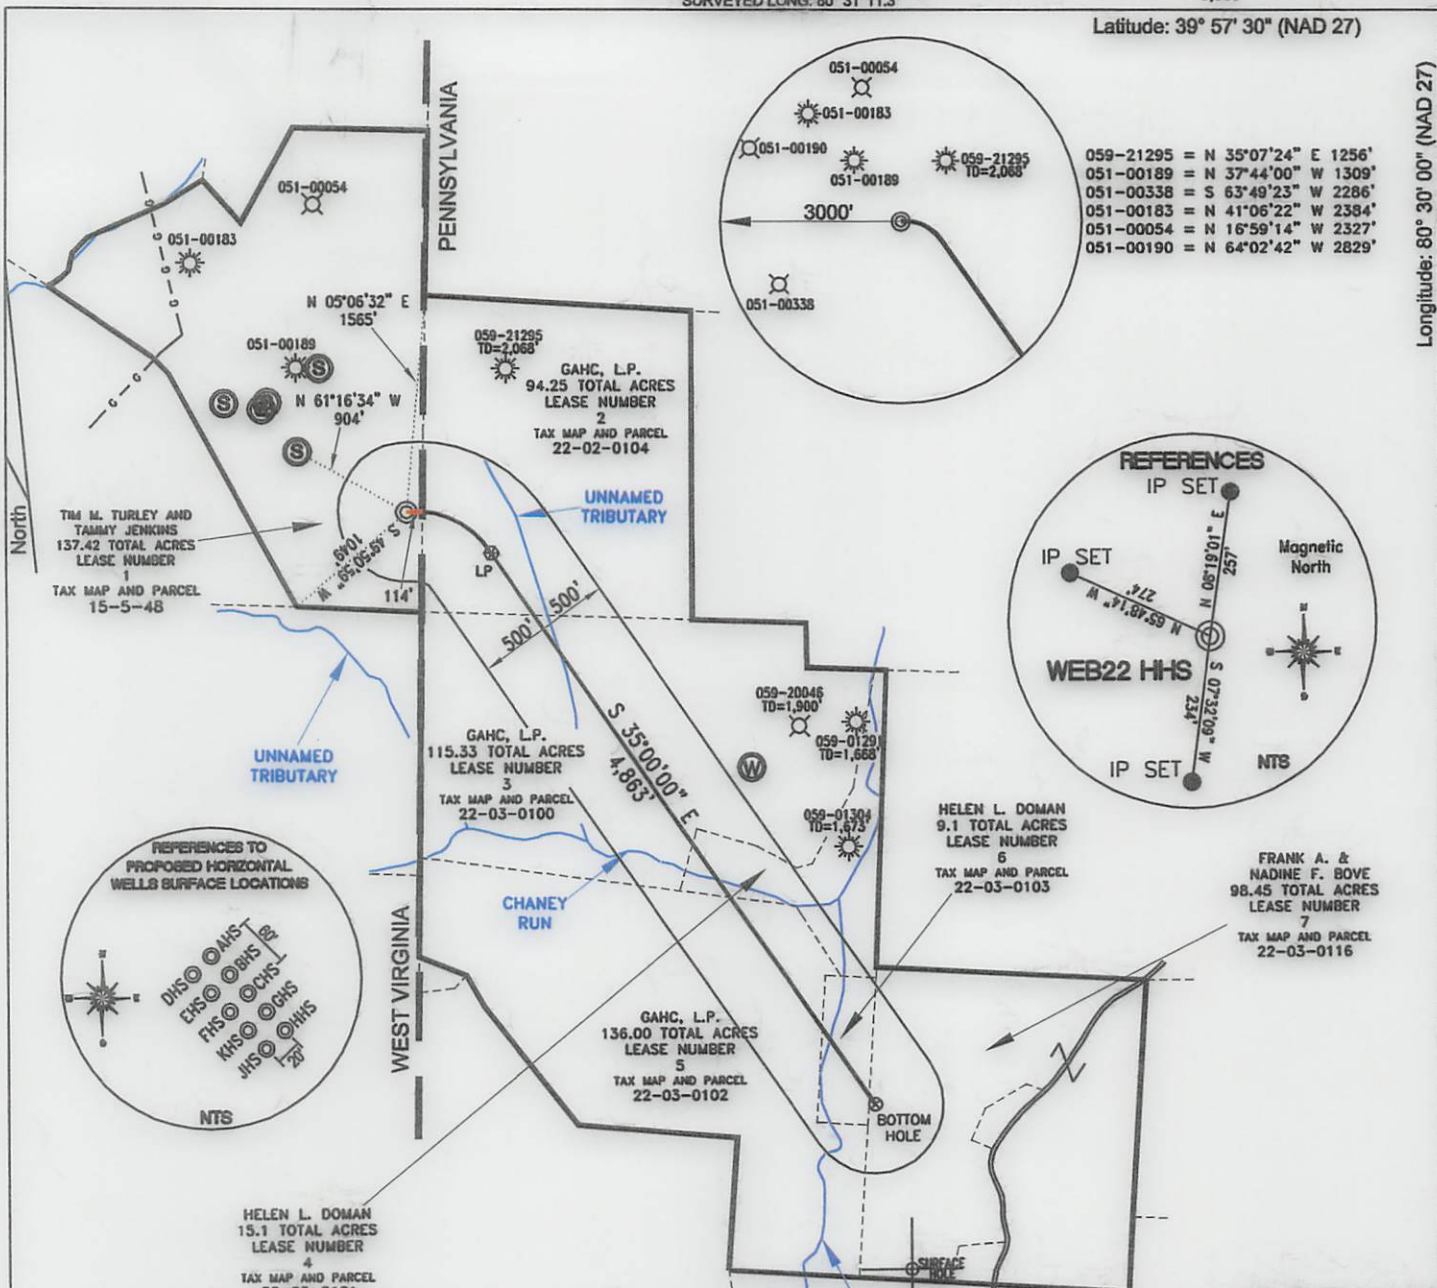 SURVEYED LONG: 80° 31' 11.3"
Latitude: 39° 57' 30" (NAD 27)
Longitude: 80° 30' 00" (NAD 27)
PENNSYLVANIA
WEST VIRGINIA
051-00054
051-00183
051-00190
051-00189
059-21295
TD=2,068'
3000'
051-00338
059-21295 = N 35°07'24" E 1256'
051-00189 = N 37°44'00" W 1309'
051-00338 = S 63°49'23" W 2286'
051-00183 = N 41°06'22" W 2384'
051-00054 = N 16°59'14" W 2327'
051-00190 = N 64°02'42" W 2829'
051-00054
051-00183
G
G
G
G
G
N 05°06'32" E
1565'
051-00189
S
S
N 61°16'34" W
904'
S
059-21295
TD=2,068'
GAHC, L.P.
94.25 TOTAL ACRES
LEASE NUMBER
2
TAX MAP AND PARCEL
22-02-0104
North
TIM M. TURLEY AND
TAMMY JENKINS
137.42 TOTAL ACRES
LEASE NUMBER
1
TAX MAP AND PARCEL
15-5-48
S 49°50'59" W
1049'
114'
LP
UNNAMED
TRIBUTARY
500'
500'
UNNAMED
TRIBUTARY
REFERENCES
IP SET
IP SET
N 06°19'01" E
257'
N 65°48'14" W
274'
Magnetic
North
N
E
WEB22 HHS
S 07°32'09" W
234'
IP SET
NTS
S 35°00'00" E
4,863'
GAHC, L.P.
115.33 TOTAL ACRES
LEASE NUMBER
3
TAX MAP AND PARCEL
22-03-0100
059-20046
TD=1,900'
W
059-0129
TD=1,668'
059-01304
TD=1,673'
HELEN L. DOMAN
9.1 TOTAL ACRES
LEASE NUMBER
6
TAX MAP AND PARCEL
22-03-0103
FRANK A. &
NADINE F. BOVE
98.45 TOTAL ACRES
LEASE NUMBER
7
TAX MAP AND PARCEL
22-03-0116
CHANEY
RUN
REFERENCES TO
PROPOSED HORIZONTAL
WELLS SURFACE LOCATIONS
AHS
60'
DHS
BHS
EHS
CHS
FHS
GHS
KHS
HHS
JHS
20'
NTS
GAHC, L.P.
136.00 TOTAL ACRES
LEASE NUMBER
5
TAX MAP AND PARCEL
22-03-0102
BOTTOM
HOLE
Z
HELEN L. DOMAN
15.1 TOTAL ACRES
LEASE NUMBER
4
TAX MAP AND PARCEL
SURFACE
HOLE